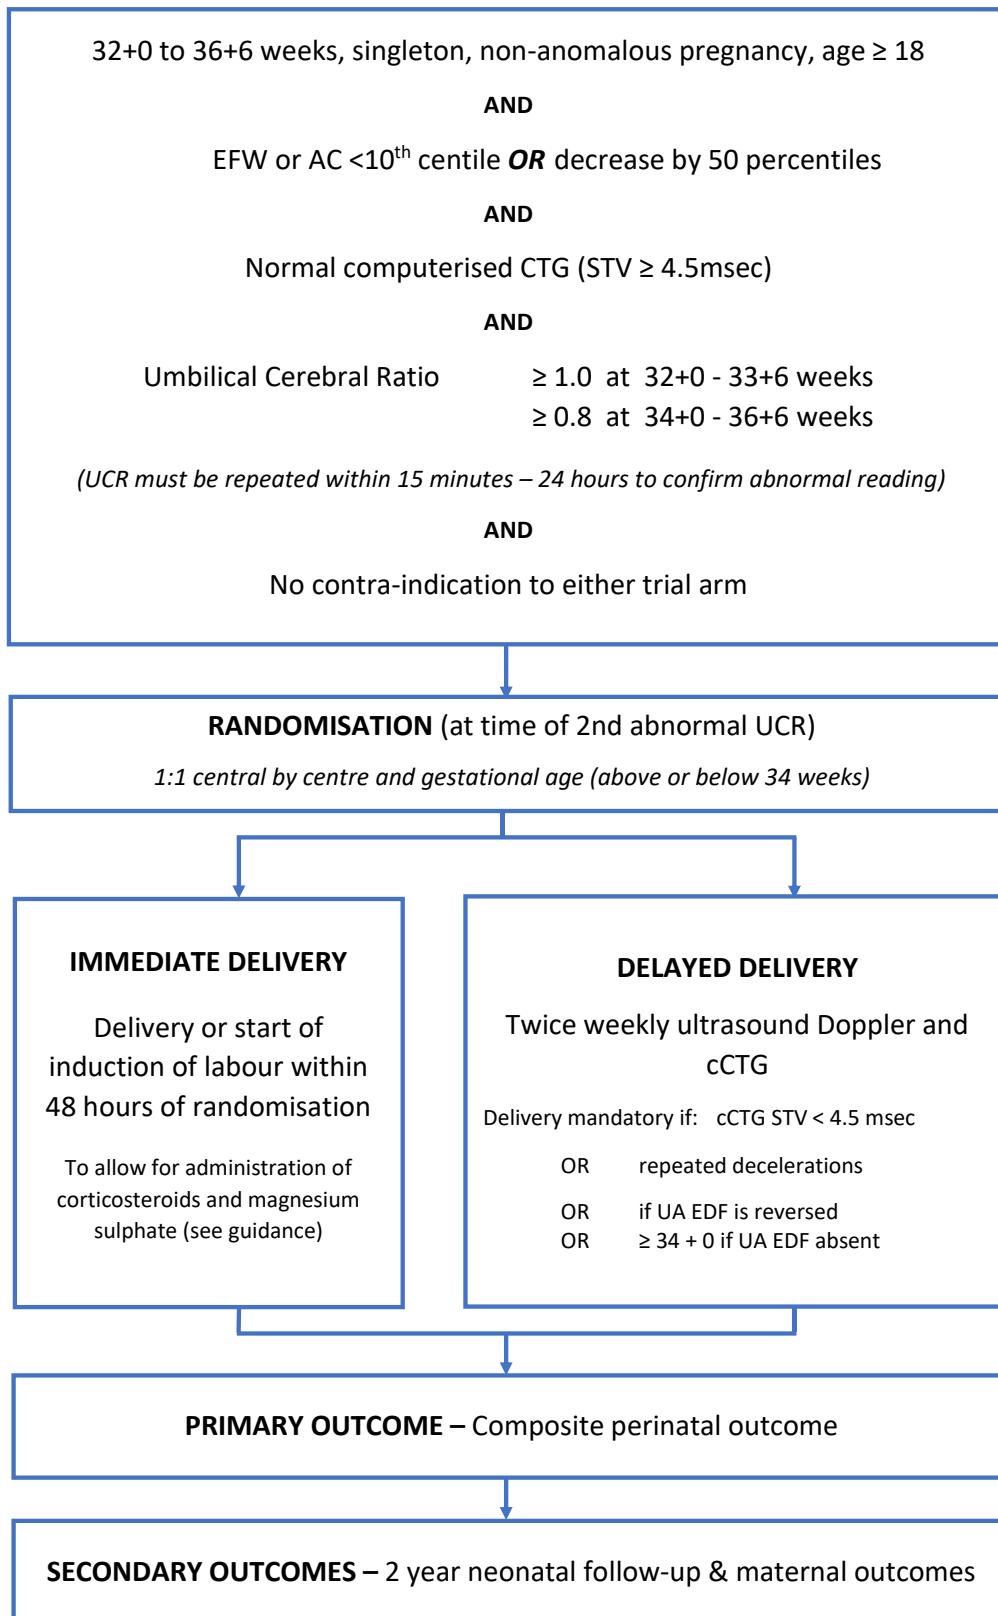 32+0 to 36+6 weeks, singleton, non-anomalous pregnancy, age ≥ 18
AND
EFW or AC <10th centile OR decrease by 50 percentiles
AND
Normal computerised CTG (STV ≥ 4.5msec)
AND
Umbilical Cerebral Ratio ≥ 1.0 at 32+0 - 33+6 weeks
≥ 0.8 at 34+0 - 36+6 weeks
(UCR must be repeated within 15 minutes – 24 hours to confirm abnormal reading)
AND
No contra-indication to either trial arm
RANDOMISATION (at time of 2nd abnormal UCR)
1:1 central by centre and gestational age (above or below 34 weeks)
IMMEDIATE DELIVERY
Delivery or start of
induction of labour within
48 hours of randomisation
To allow for administration of
corticosteroids and magnesium
sulphate (see guidance)
DELAYED DELIVERY
Twice weekly ultrasound Doppler and
cCTG
Delivery mandatory if: cCTG STV < 4.5 msec
OR repeated decelerations
OR if UA EDF is reversed
OR ≥ 34 + 0 if UA EDF absent
PRIMARY OUTCOME – Composite perinatal outcome
SECONDARY OUTCOMES – 2 year neonatal follow-up & maternal outcomes